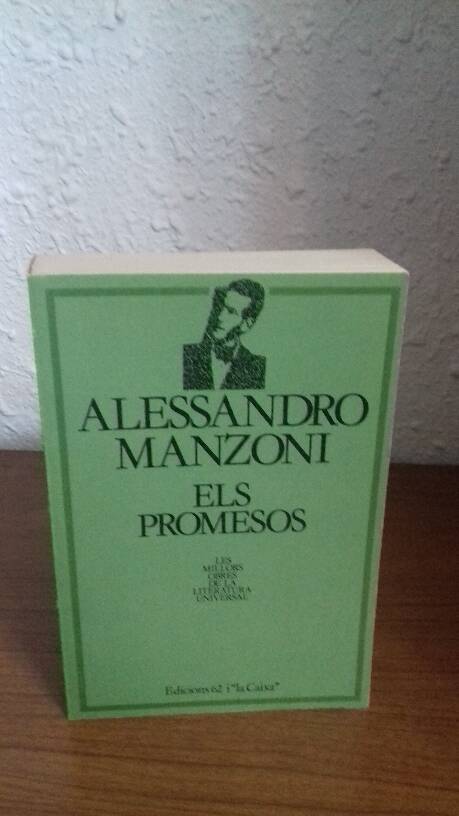 ALESSANDRO
MANZONI
ELS
PROMESOS
LES
MILLORS
OBRES
DE LA
LITERATURA
UNIVERSAL
Edicions 62 i "la Caixa"